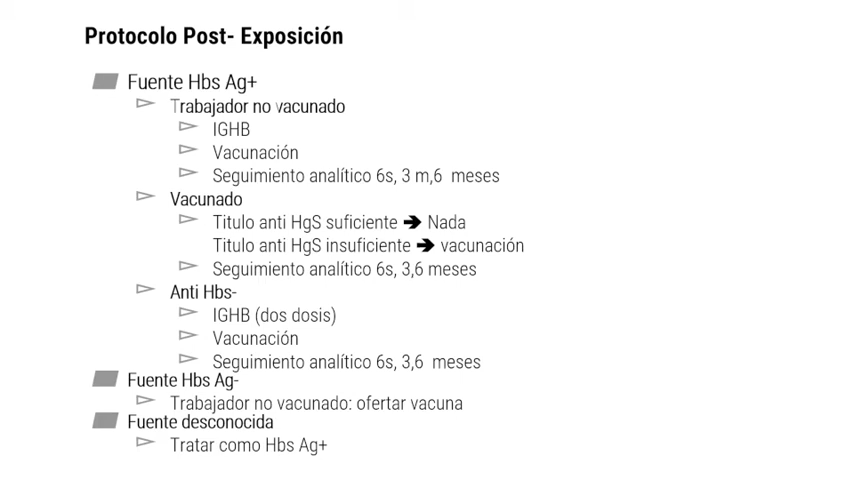 Protocolo Post- Exposición
Fuente Hbs Ag+
Trabajador no vacunado
IGHB
Vacunación
Seguimiento analítico 6s, 3 m,6 meses
Vacunado
Titulo anti HgS suficiente ➔ Nada
Titulo anti HgS insuficiente ➔ vacunación
Seguimiento analítico 6s, 3,6 meses
Anti Hbs-
IGHB (dos dosis)
Vacunación
Seguimiento analítico 6s, 3,6 meses
Fuente Hbs Ag-
Trabajador no vacunado: ofertar vacuna
Fuente desconocida
Tratar como Hbs Ag+